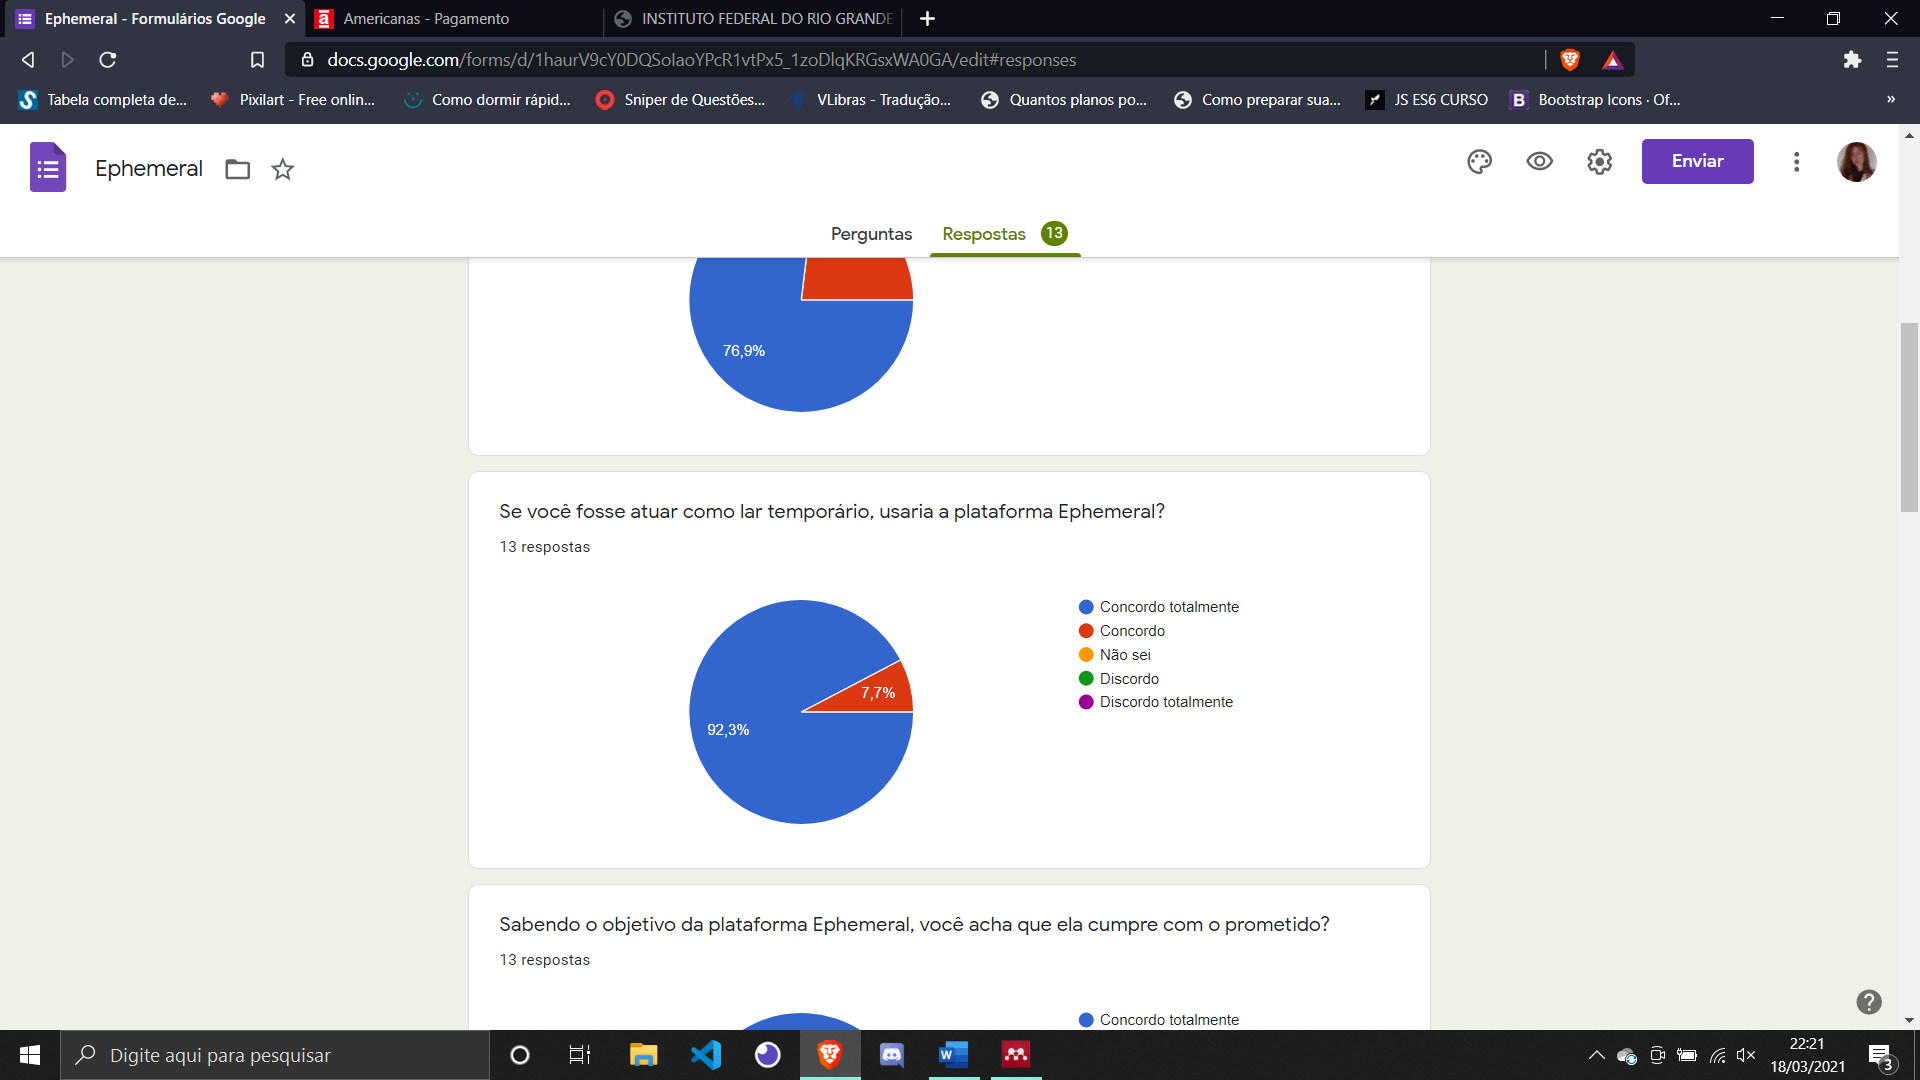 Ephemeral - Formulários Google
Americanas - Pagamento
INSTITUTO FEDERAL DO RIO GRANDE
docs.google.com/forms/d/1haurV9cY0DQSolaoYPcR1vtPx5_1zoDlqKRGsxWA0GA/edit#responses
Tabela completa de...
Pixilart - Free onlin...
Como dormir rápid...
Sniper de Questões...
VLibras - Tradução...
Quantos planos po...
Como preparar sua...
JS ES6 CURSO
B
Bootstrap Icons · Of...
»
Ephemeral
Enviar
Perguntas
Respostas 13
76,9%
Se você fosse atuar como lar temporário, usaria a plataforma Ephemeral?
13 respostas
Concordo totalmente
Concordo
Não sei
Discordo
Discordo totalmente
7,7%
92,3%
Sabendo o objetivo da plataforma Ephemeral, você acha que ela cumpre com o prometido?
13 respostas
Concordo totalmente
Digite aqui para pesquisar
22:21
18/03/2021
3